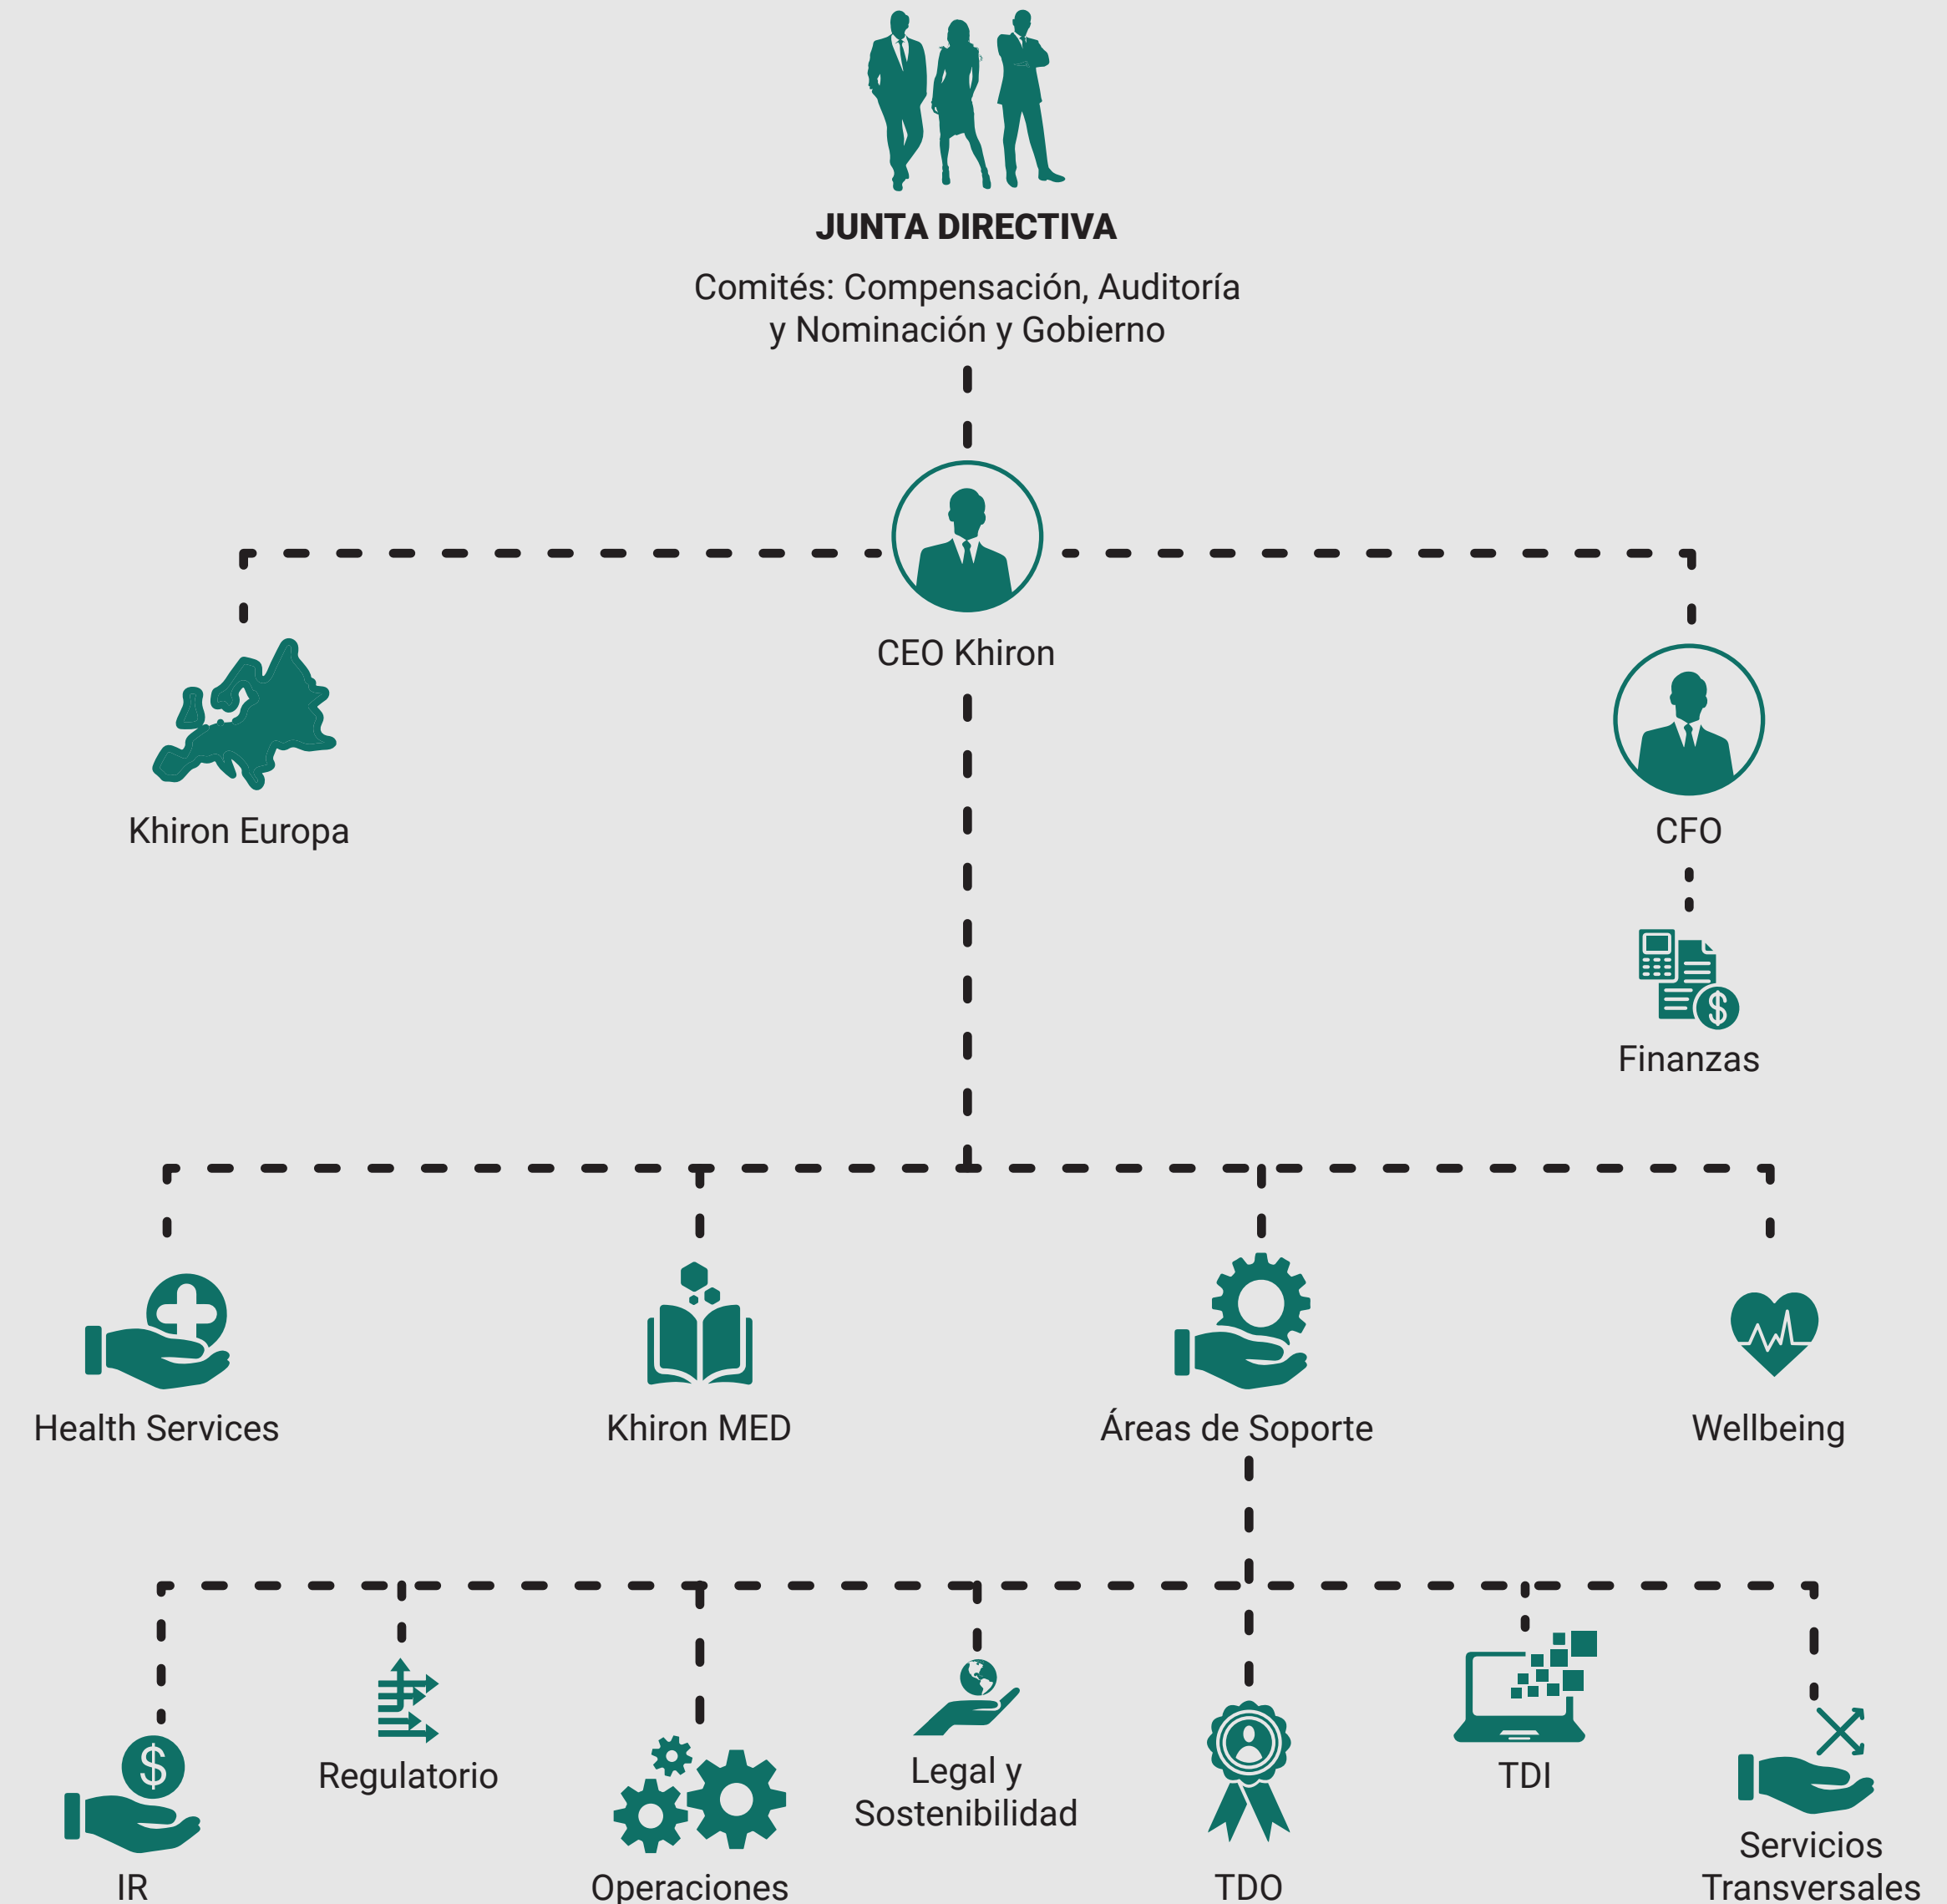 JUNTA DIRECTIVA
Comités: Compensación, Auditoría
y Nominación y Gobierno
CEO Khiron
Khiron Europa
CFO
$
Finanzas
Health Services
Khiron MED
Áreas de Soporte
Wellbeing
$
IR
Regulatorio
Operaciones
Legal y
Sostenibilidad
TDO
TDI
Servicios
Transversales